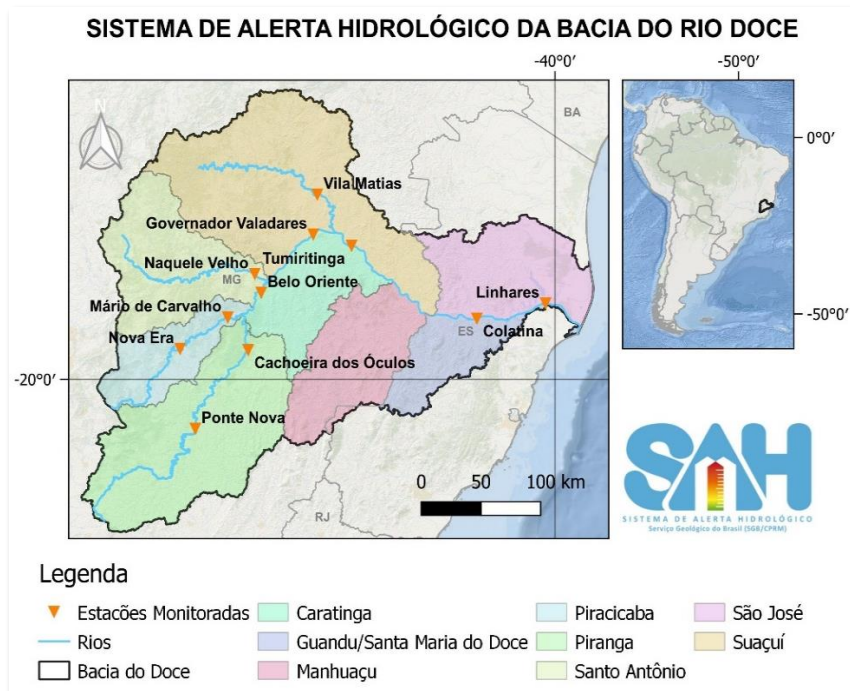 SISTEMA DE ALERTA HIDROLÓGICO DA BACIA DO RIO DOCE
-40°0′
-50°0′
N
BA
0°0′
Vila Matias
Governador Valadares
Tumiritinga
Naquele Velho
MG
Belo Oriente
Linhares
Mário de Carvalho
ES
Colatina
-50°0′
Nova Era
Cachoeira dos Óculos
-20°0′
Ponte Nova
0 50 100 km
RJ
SAH
SISTEMA DE ALERTA HIDROLÓGICO
Serviço Geológico do Brasil (SGB/CPRM)
Legenda
Estacões Monitoradas
Rios
Bacia do Doce
Caratinga
Guandu/Santa Maria do Doce
Manhuaçu
Piracicaba
Piranga
Santo Antônio
São José
Suaçuí